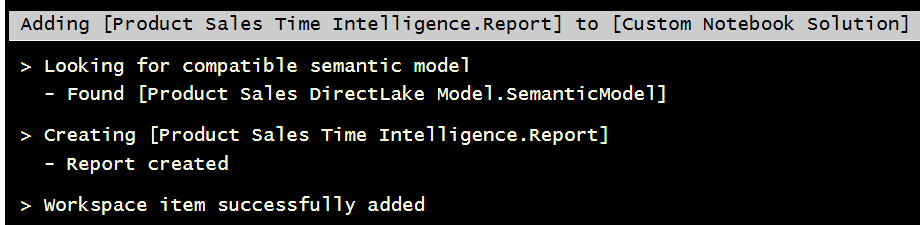 Adding [Product Sales Time Intelligence.Report] to [Custom Notebook Solution]
> Looking for compatible semantic model
- Found [Product Sales DirectLake Model.SemanticModel]
> Creating [Product Sales Time Intelligence.Report]
- Report created
> Workspace item successfully added